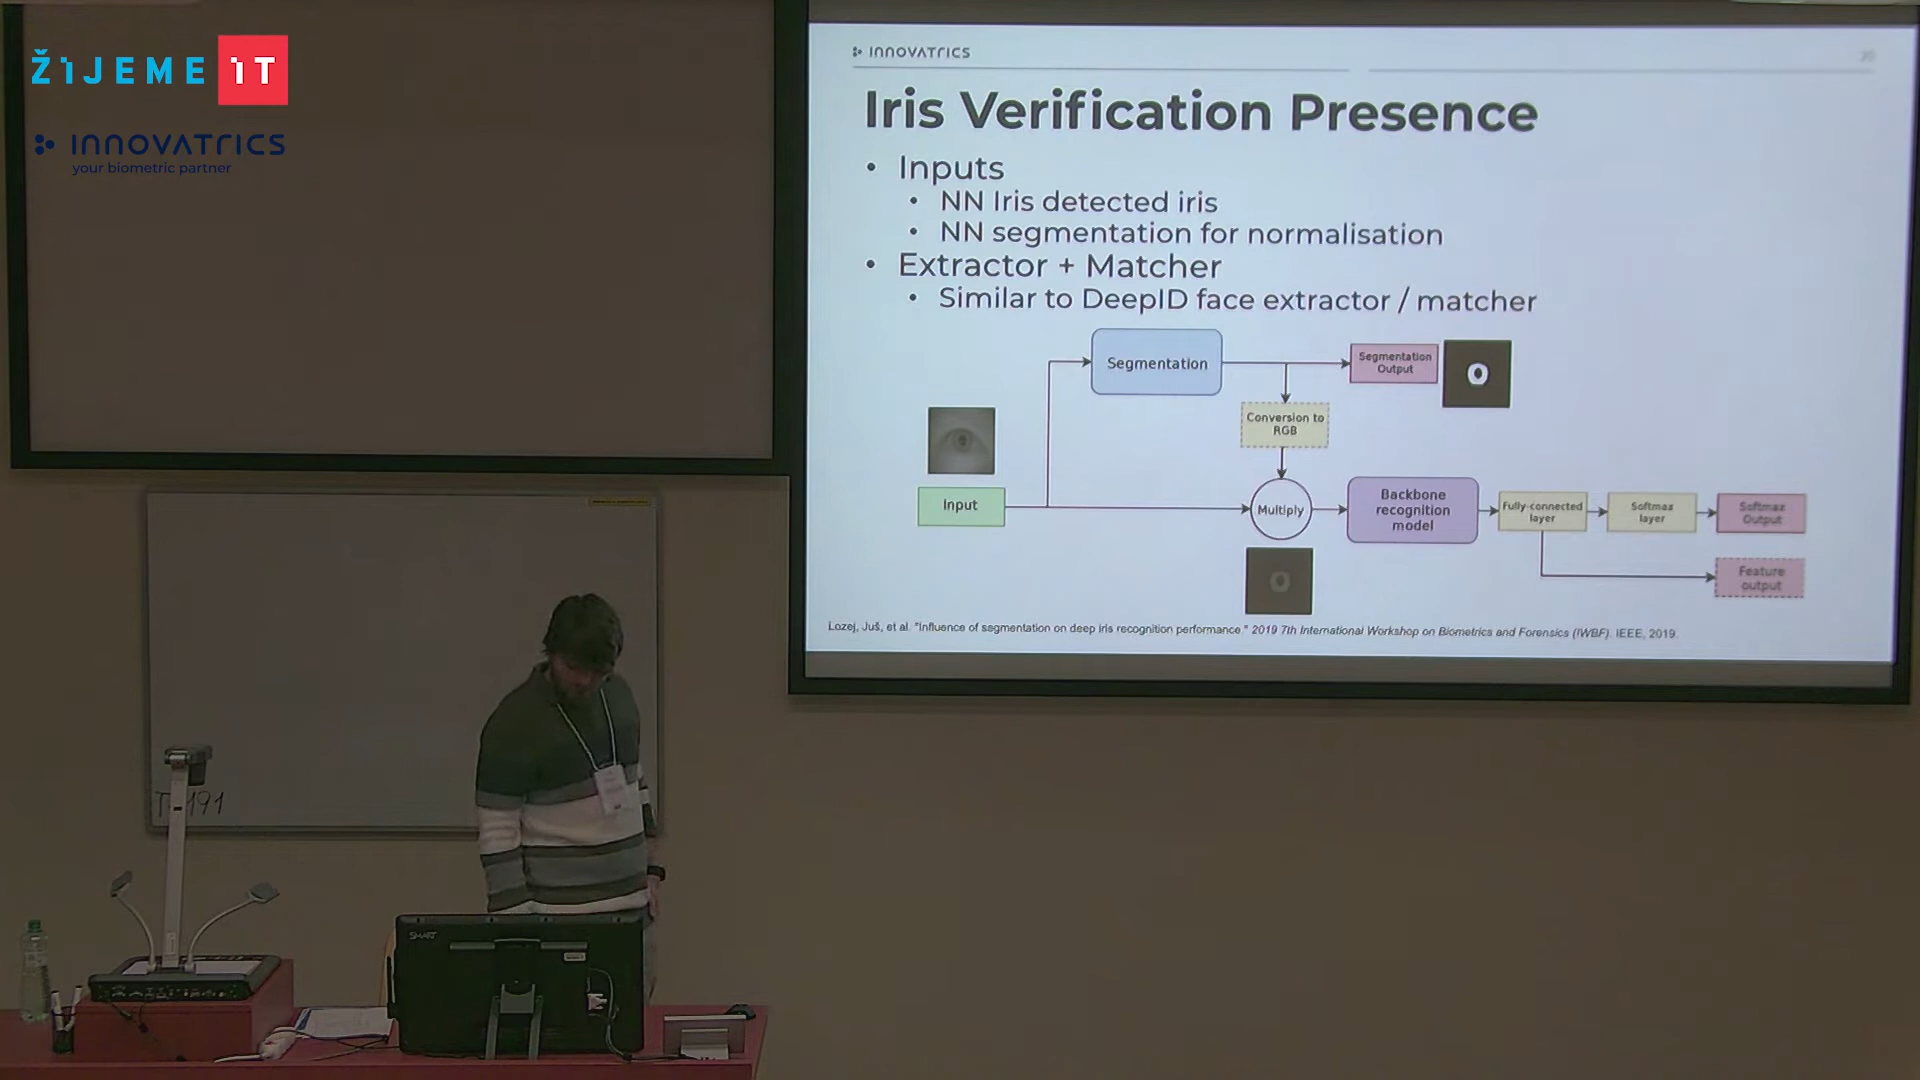 ŽIJEME IT
INNOVATRICS
your biometric partner
INNOVATRICS
20
Iris Verification Presence
• Inputs
• NN Iris detected iris
• NN segmentation for normalisation
• Extractor + Matcher
• Similar to DeepID face extractor / matcher
Segmentation
Segmentation
Output
Conversion to
RGB
Input
Multiply
Backbone
recognition
model
Fully-connected
layer
Softmax
layer
Softmax
Output
Feature
output
Lozej, Juš, et al. "Influence of segmentation on deep iris recognition performance." 2019 7th International Workshop on Biometrics and Forensics (IWBF). IEEE, 2019.
SMART